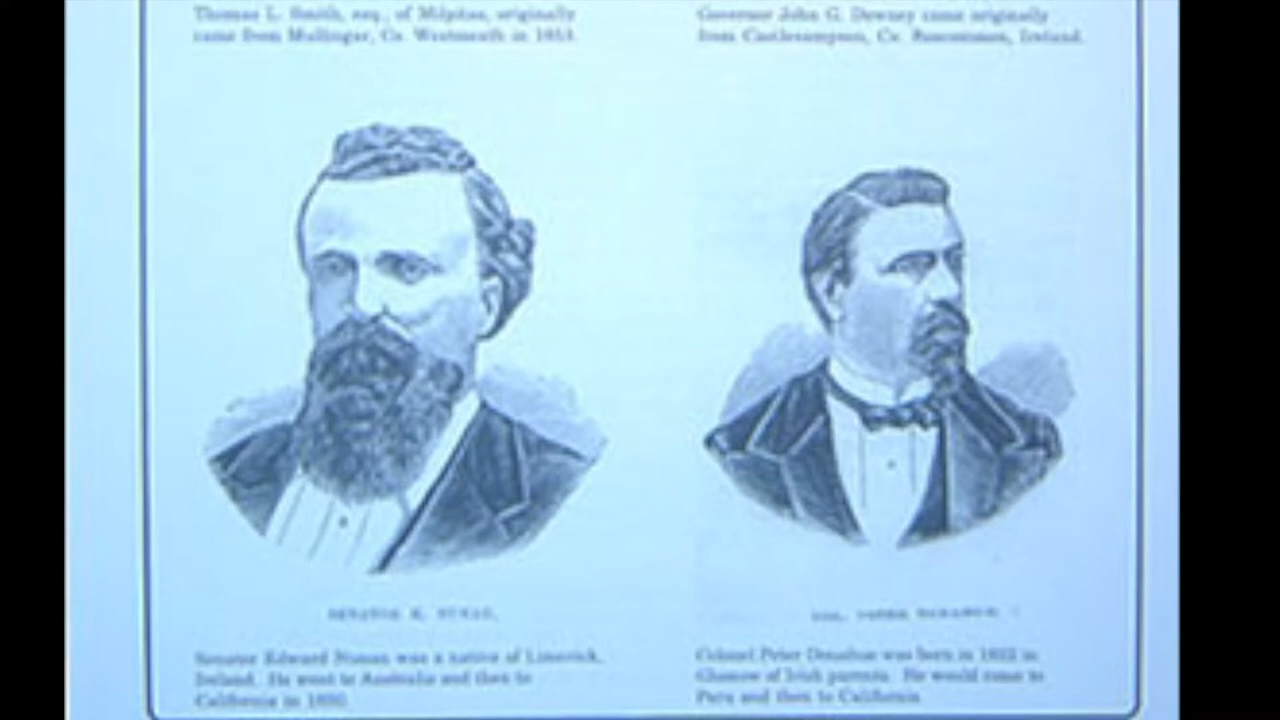 Thomas L. Smith, esq., of Milpitas, originally
came from Mullingar, Co. Westmeath in 1853.
Governor John G. Downey came originally
from Castlesampson, Co. Roscommon, Ireland.
SENATOR E. NUNAN.
COL. PETER DONAHUE.
Senator Edward Nunan was a native of Limerick,
Ireland. He went to Australia and then to
California in 1850.
Colonel Peter Donahue was born in 1822 in
Glasgow of Irish parents. He would come to
Peru and then to California.